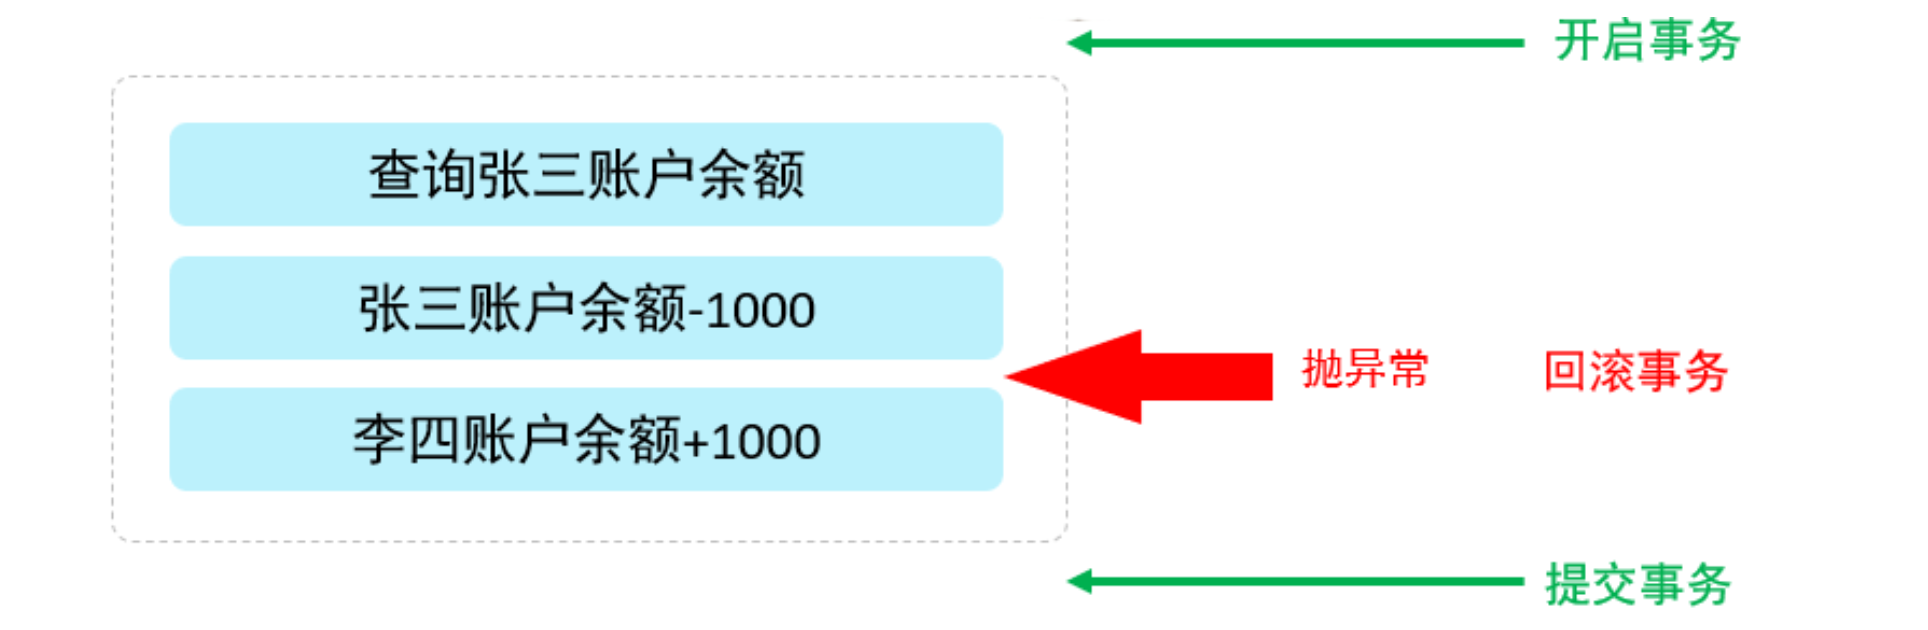 开启事务
查询张三账户余额
张三账户余额-1000
抛异常
回滚事务
李四账户余额+1000
提交事务